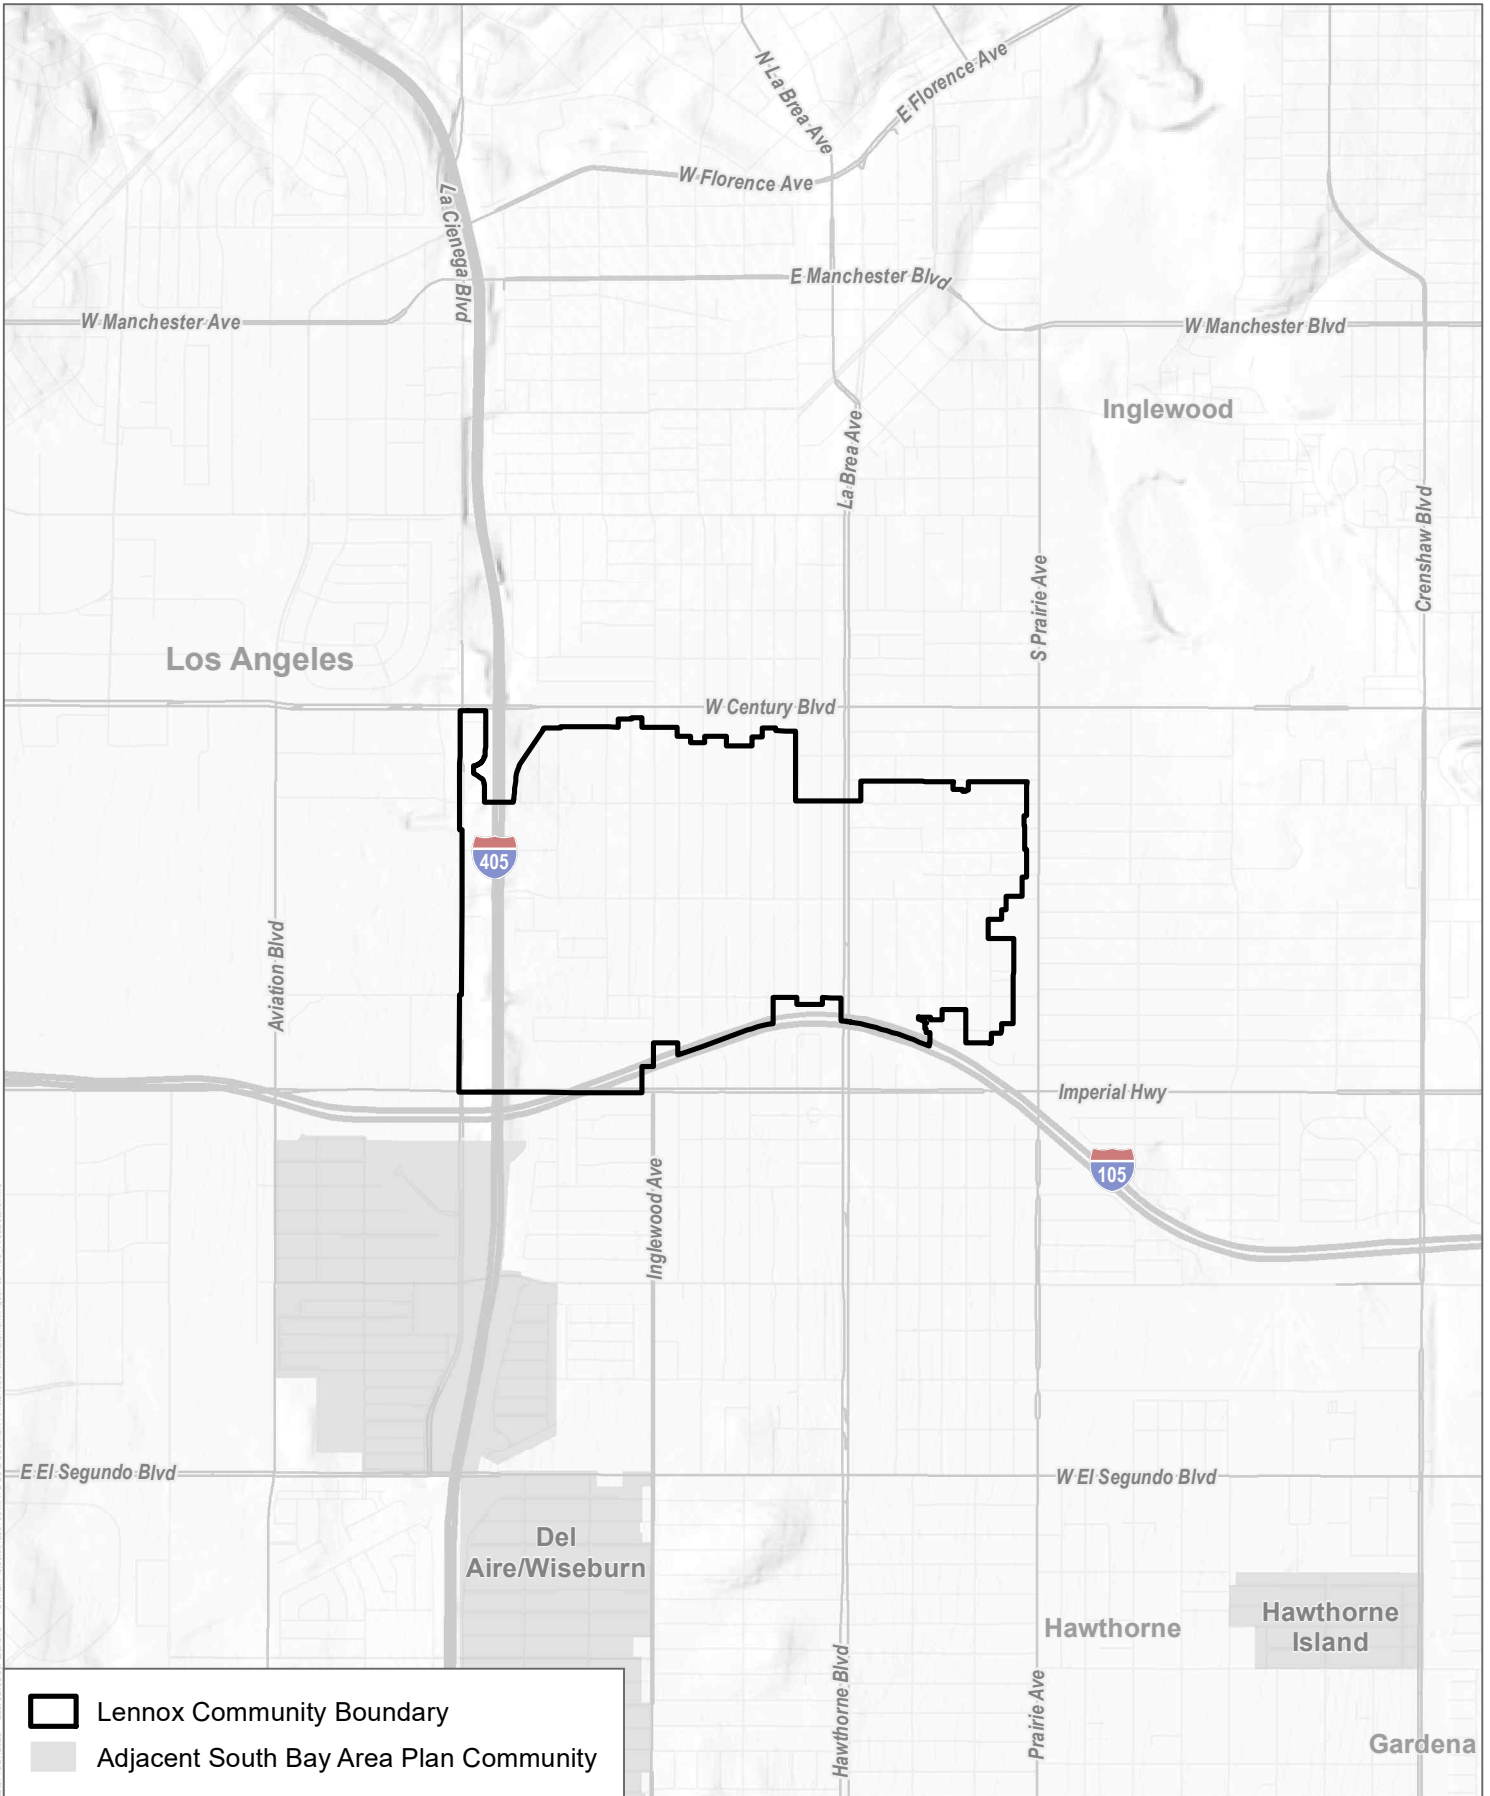 N La Brea Ave
E Florence Ave
W Florence Ave
La Cienega Blvd
E Manchester Blvd
W Manchester Ave
W Manchester Blvd
Inglewood
La Brea Ave
Crenshaw Blvd
S Prairie Ave
Los Angeles
W Century Blvd
405
Aviation Blvd
Imperial Hwy
105
Inglewood Ave
E El Segundo Blvd
W El Segundo Blvd
Del
Aire/Wiseburn
Hawthorne
Island
Hawthorne
Hawthorne Blvd
Prairie Ave
Gardena
Lennox Community Boundary
Adjacent South Bay Area Plan Community